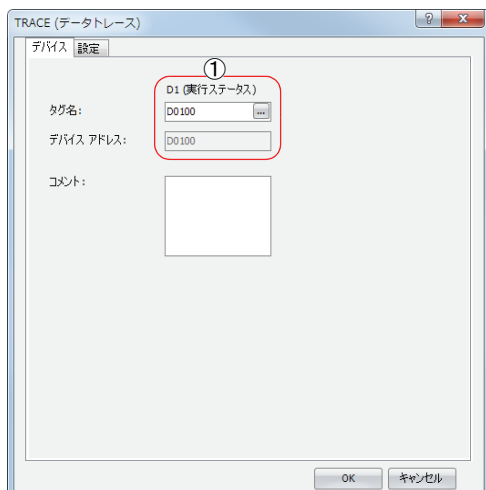 TRACE (データトレース)
デバイス 設定
①
D1 (実行ステータス)
タグ名: D0100 ...
デバイス アドレス: D0100
コメント:
OK キャンセル